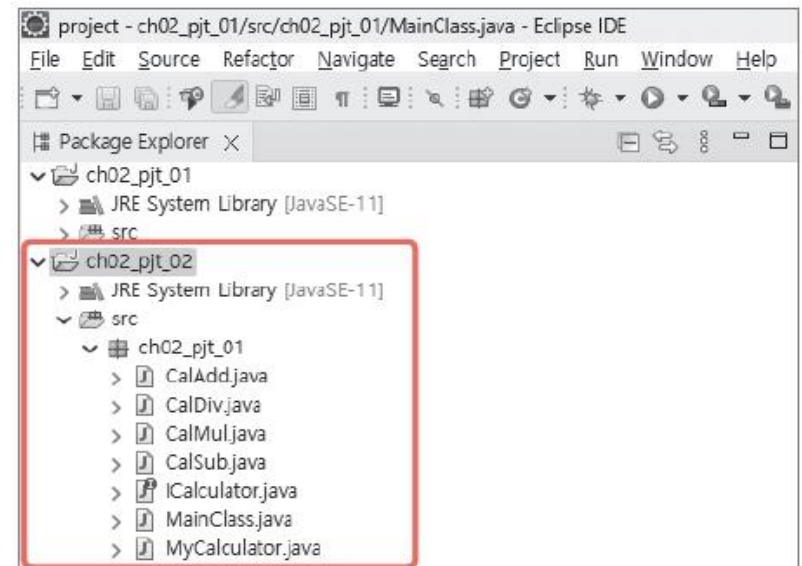 project - ch02_pjt_01/src/ch02_pjt_01/MainClass.java - Eclipse IDE
File Edit Source Refactor Navigate Search Project Run Window Help
Package Explorer
ch02_pjt_01
JRE System Library [JavaSE-11]
src
ch02_pjt_02
JRE System Library [JavaSE-11]
src
ch02_pjt_01
CalAdd.java
CalDiv.java
CalMul.java
CalSub.java
ICalculator.java
MainClass.java
MyCalculator.java